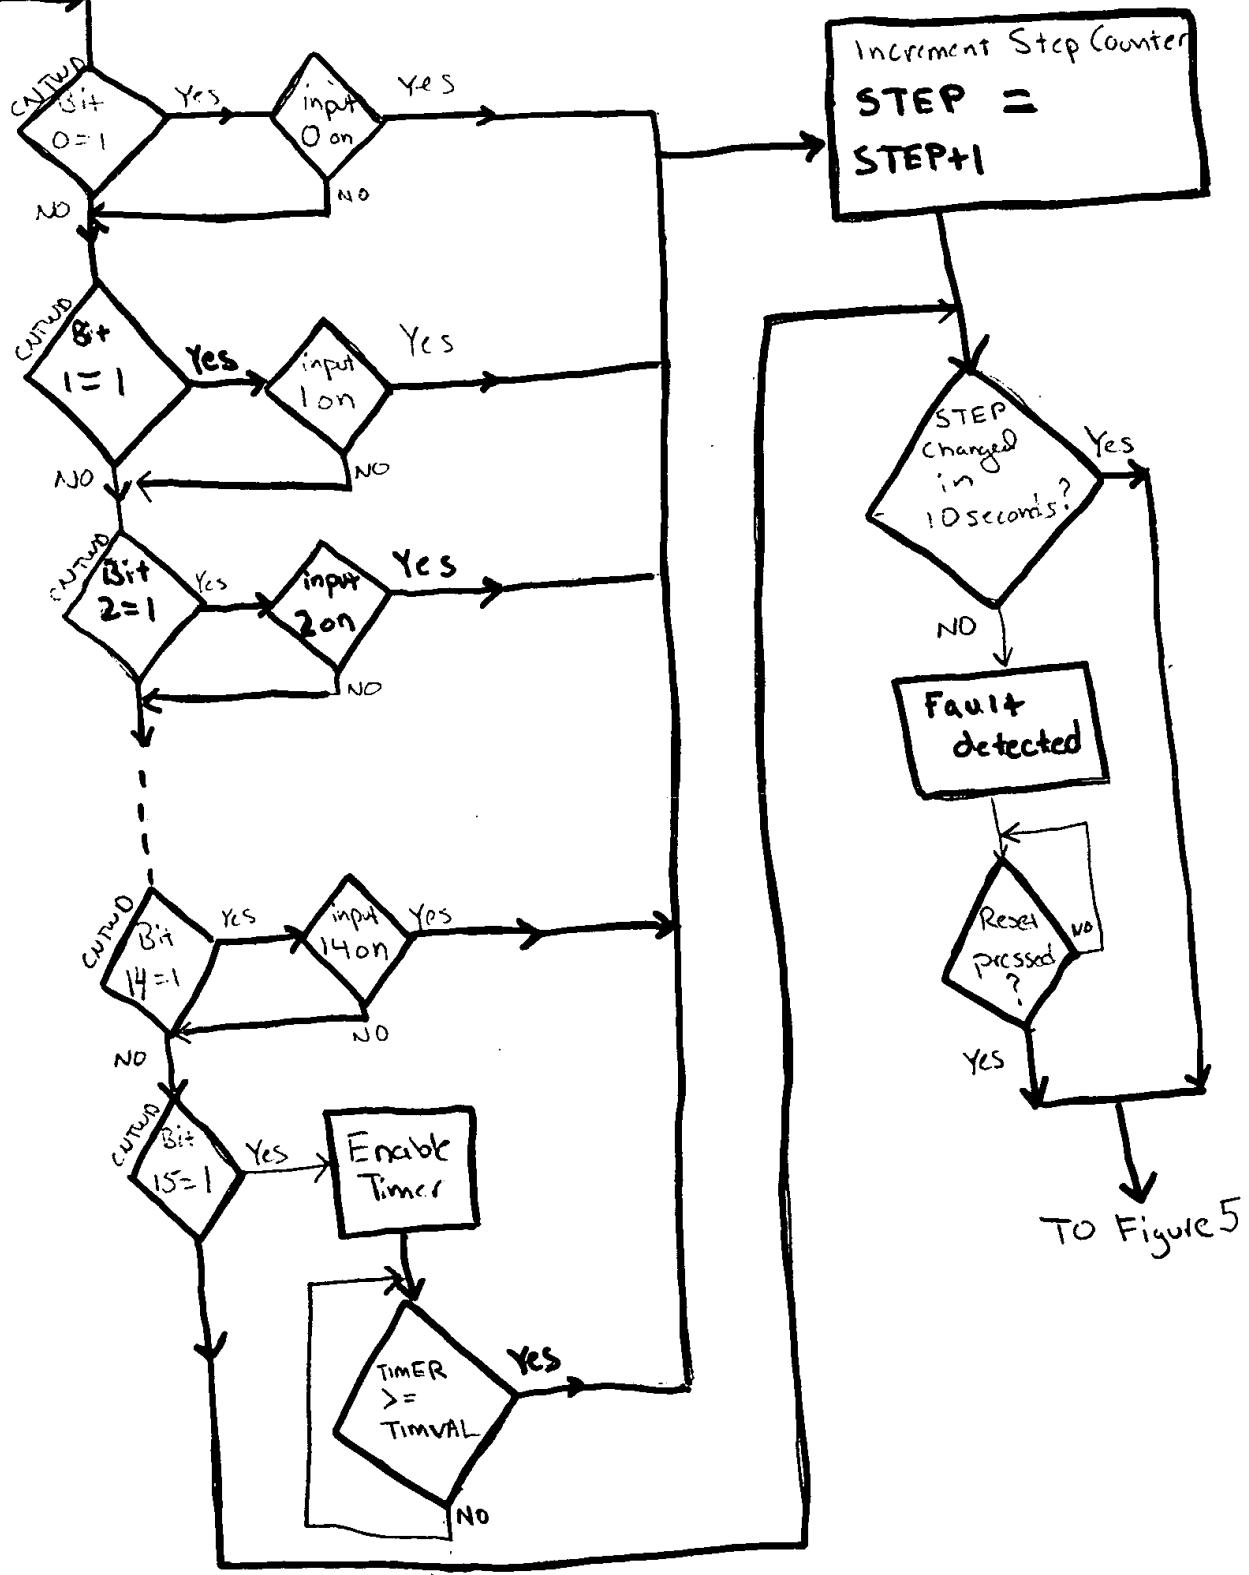 CNTWD
Bit
0=1
Yes
input
0 on
Yes
NO
NO
Increment Step Counter
STEP =
STEP+1
CNTWD
Bit
1=1
Yes
input
1 on
Yes
NO
NO
CNTWD
Bit
2=1
Yes
input
2 on
Yes
NO
STEP
Changed
in
10 seconds?
Yes
NO
Fault
detected
Reset
pressed
?
NO
Yes
CNTWD
Bit
14=1
Yes
input
14 on
Yes
NO
NO
CNTWD
Bit
15=1
Yes
Enable
Timer
TIMER
>=
TIMVAL
Yes
NO
TO Figure 5